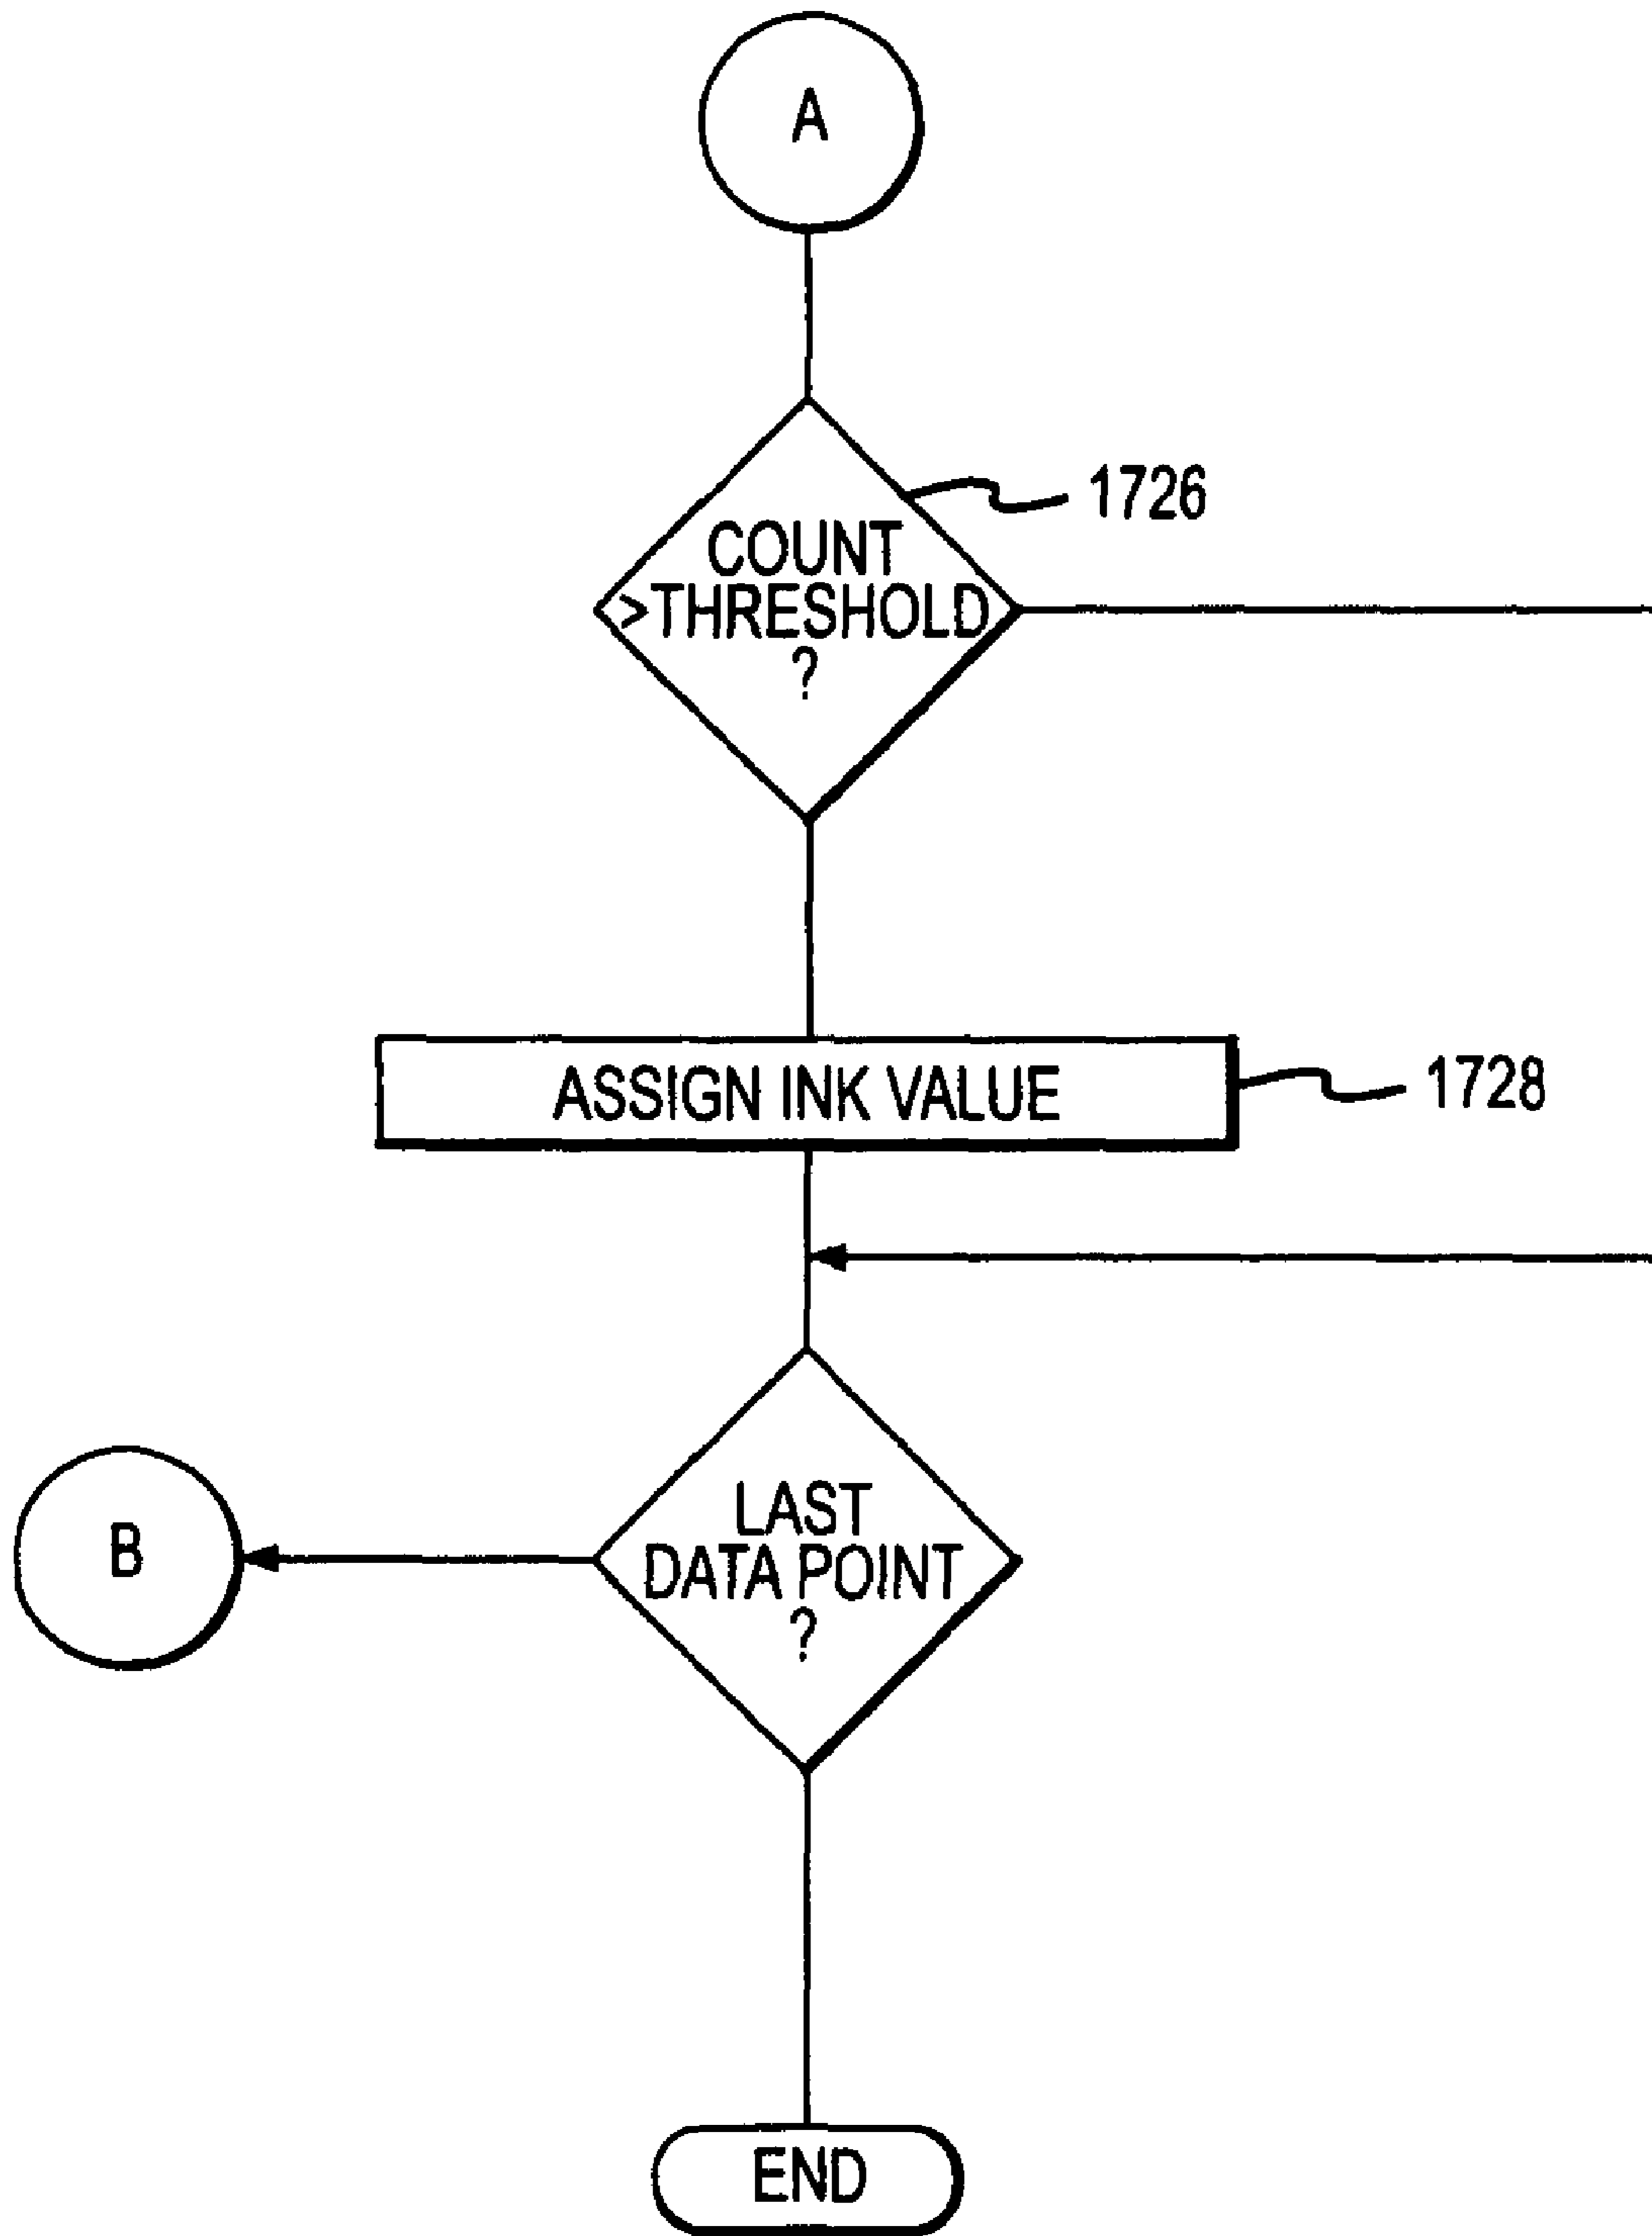 A
1726
COUNT
>THRESHOLD
?
ASSIGN INK VALUE
1728
LAST
DATA POINT
?
B
END